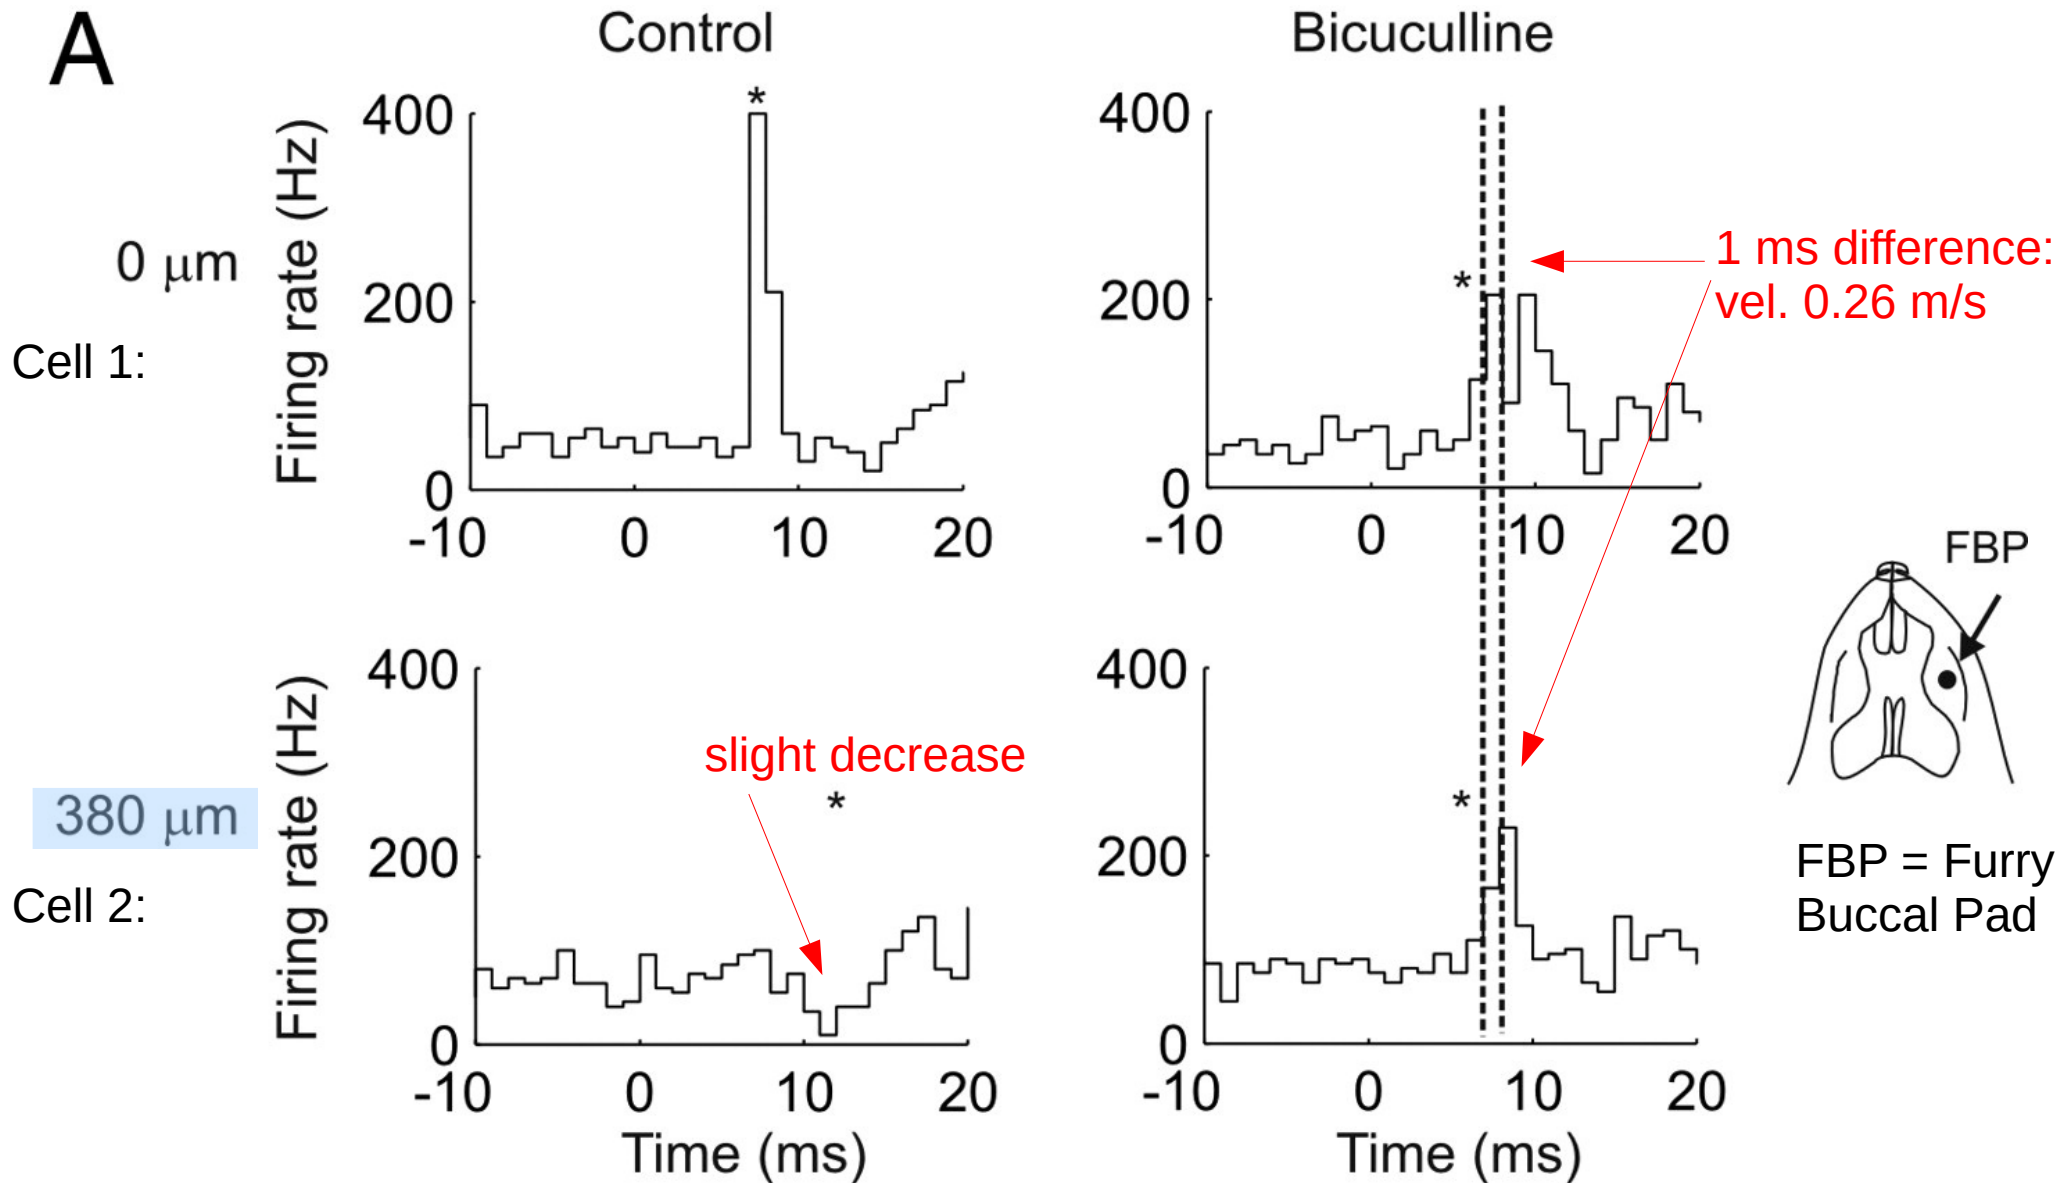 A
Control
Bicuculline
400
200
0
Firing rate (Hz)
*
-10 0 10 20
0 μm
Cell 1:
400
200
0
*
-10 0 10 20
1 ms difference:
vel. 0.26 m/s
FBP
400
200
0
Firing rate (Hz)
slight decrease
*
-10 0 10 20
Time (ms)
380 μm
Cell 2:
400
200
0
*
-10 0 10 20
Time (ms)
FBP = Furry
Buccal Pad